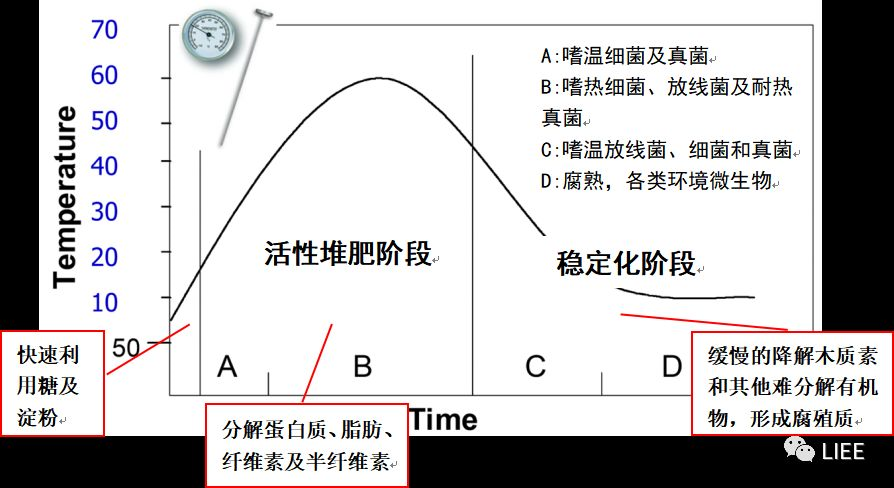 70
60
50
40
30
20
10
50
Temperature
A:嗜温细菌及真菌
B:嗜热细菌、放线菌及耐热
真菌
C:嗜温放线菌、细菌和真菌
D:腐熟，各类环境微生物
活性堆肥阶段
稳定化阶段
A
B
C
D
快速利
用糖及
淀粉
分解蛋白质、脂肪、
纤维素及半纤维素
Time
缓慢的降解木质素
和其他难分解有机
物，形成腐殖质
LIEE